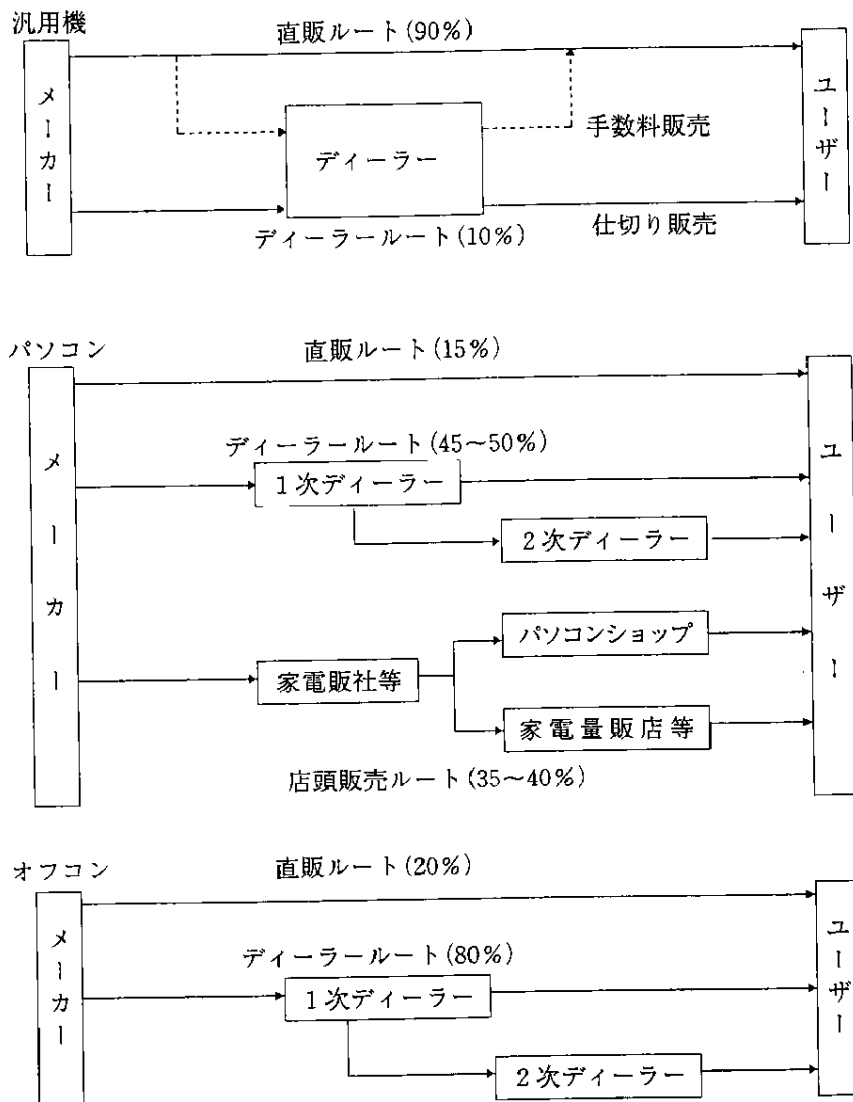 汎用機
直販ルート(90%)
メーカー
ディーラー
手数料販売
ユーザー
ディーラールート(10%)
仕切り販売
パソコン
直販ルート(15%)
メーカー
ディーラールート(45~50%)
1次ディーラー
2次ディーラー
パソコンショップ
家電販社等
家電量販店等
ユーザー
店頭販売ルート(35~40%)
オフコン
直販ルート(20%)
メーカー
ディーラールート(80%)
1次ディーラー
2次ディーラー
ユーザー